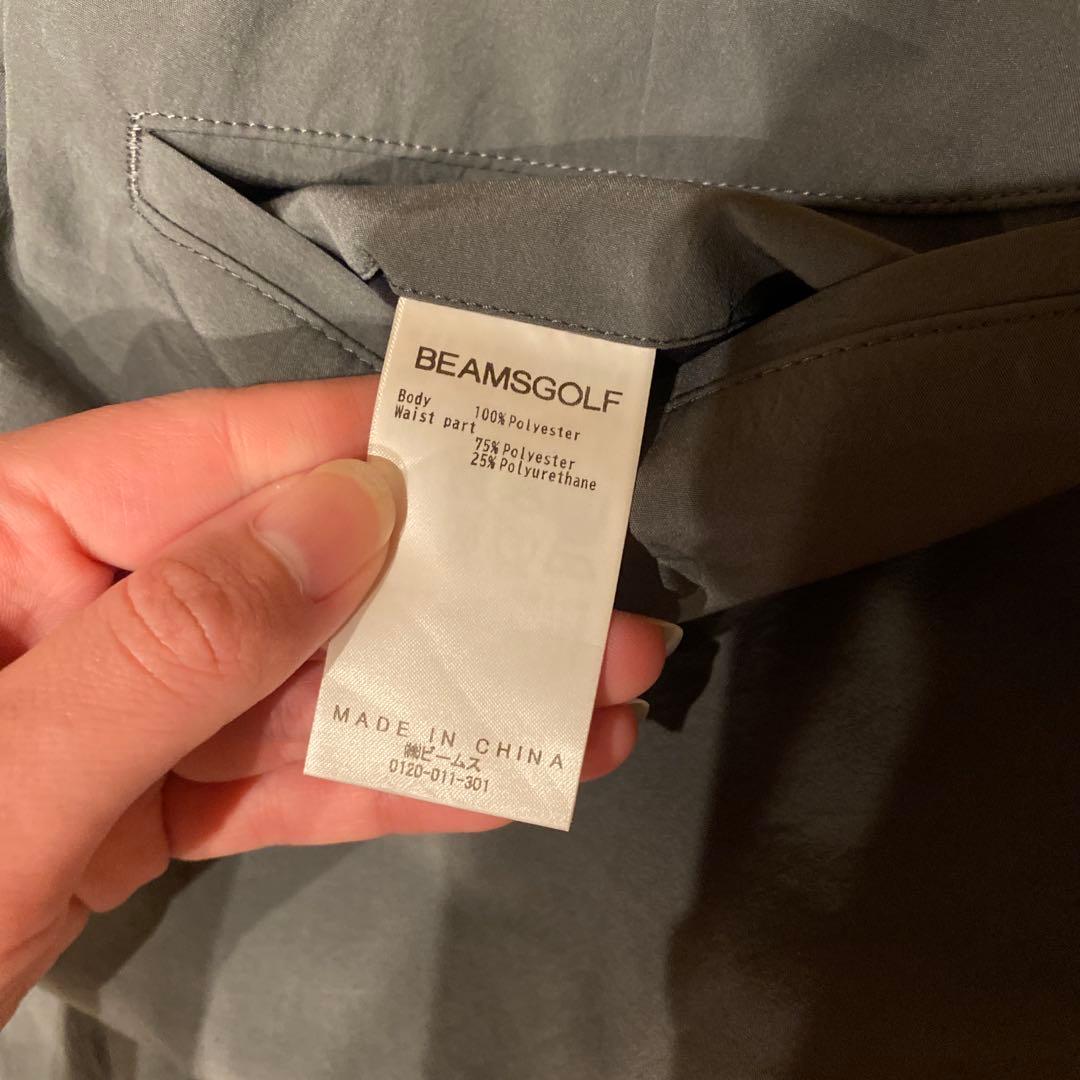 BEAMSGOLF
Body
100% Polyester
Waist part
75% Polyester
25% Polyurethane
MADE IN CHINA
㈱ビームス
0120-011-301